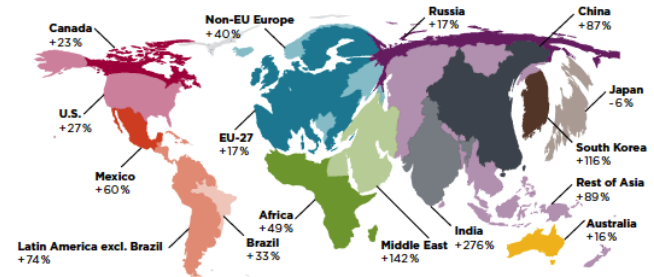 Canada
+23%
Non-EU Europe
+40%
Russia
+17%
China
+87%
U.S.
+27%
EU-27
+17%
Japan
-6%
South Korea
+116%
Mexico
+60%
Rest of Asia
+89%
Africa
+49%
Australia
+16%
Latin America excl. Brazil
+74%
Brazil
+33%
Middle East
+142%
India
+276%